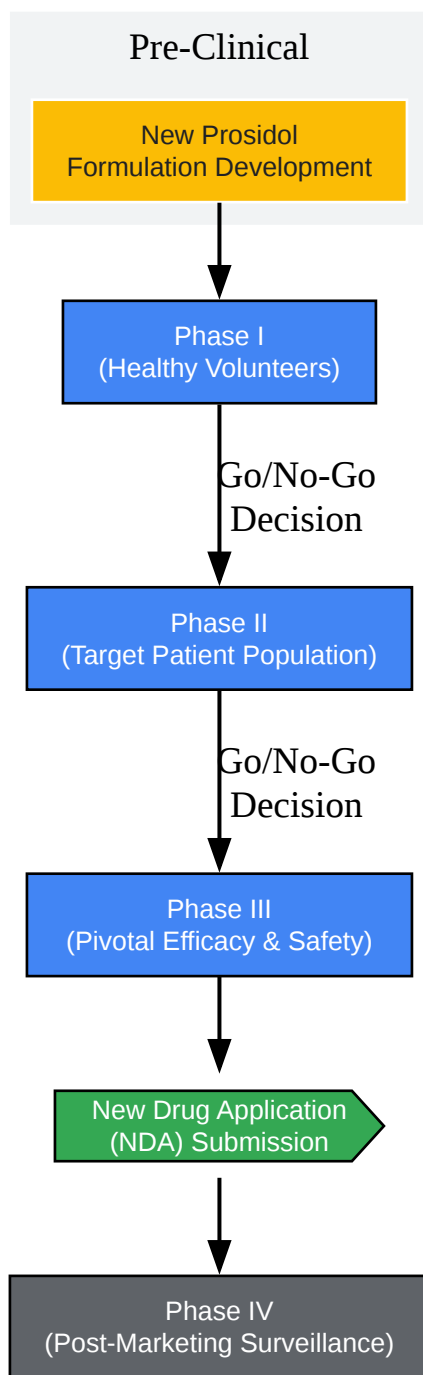 Pre-Clinical
New Prosidol
Formulation Development
Phase I
(Healthy Volunteers)
Go/No-Go
Decision
Phase II
(Target Patient Population)
Go/No-Go
Decision
Phase III
(Pivotal Efficacy & Safety)
New Drug Application
(NDA) Submission
Phase IV
(Post-Marketing Surveillance)